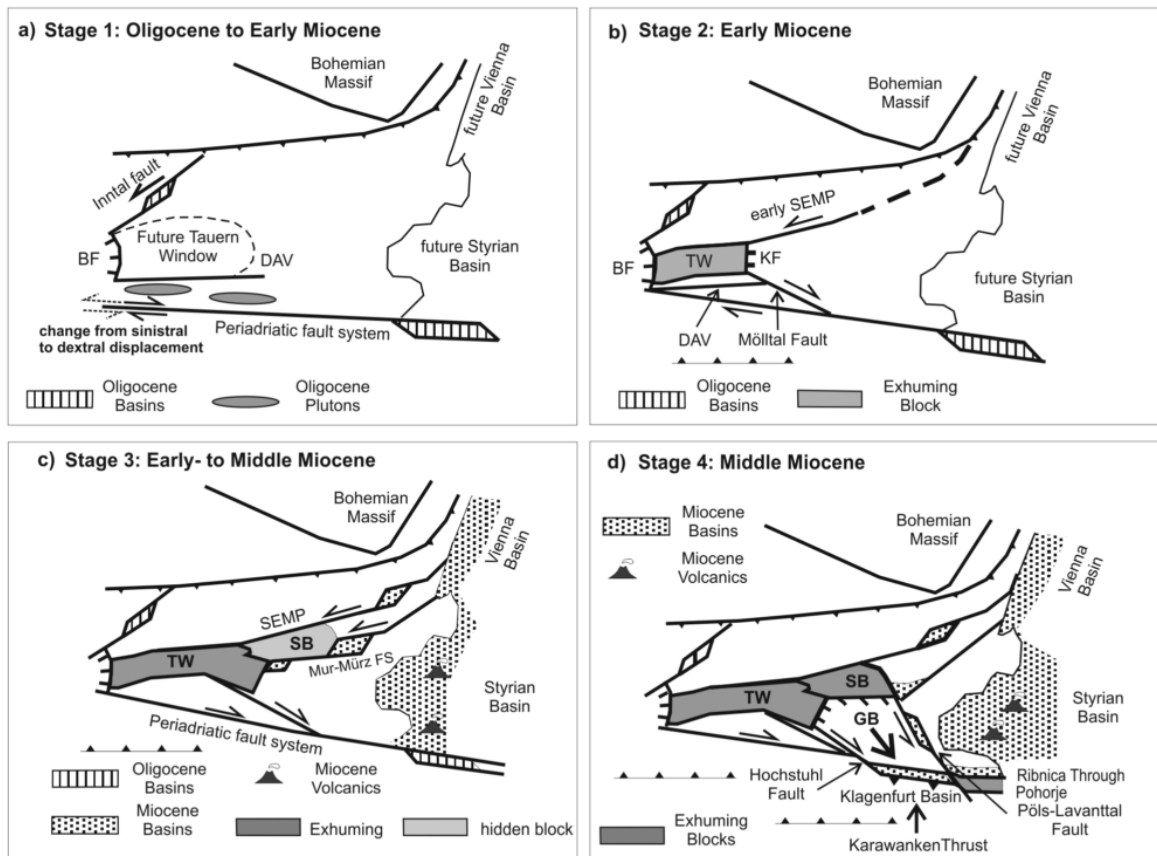 a) Stage 1: Oligocene to Early Miocene
Bohemian
Massif
future Vienna
Basin
Inntal fault
Future Tauern
Window
BF
DAV
future Styrian
Basin
Periadriatic fault system
change from sinistral
to dextral displacement
Oligocene
Basins
Oligocene
Plutons
b) Stage 2: Early Miocene
Bohemian
Massif
future Vienna
Basin
early SEMP
BF
TW
KF
future Styrian
Basin
DAV
Mölltal Fault
Oligocene
Basins
Exhuming
Block
c) Stage 3: Early- to Middle Miocene
Bohemian
Massif
Vienna
Basin
SEMP
SB
TW
Mur-Mürz FS
Styrian
Basin
Periadriatic fault system
Oligocene
Basins
Miocene
Volcanics
Miocene
Basins
Exhuming
hidden block
d) Stage 4: Middle Miocene
Miocene
Basins
Miocene
Volcanics
Bohemian
Massif
Vienna
Basin
SB
TW
GB
Styrian
Basin
Hochstuhl
Fault
Klagenfurt Basin
Ribnica Through
Pohorje
Pöls-Lavanttal
Fault
Exhuming
Blocks
KarawankenThrust